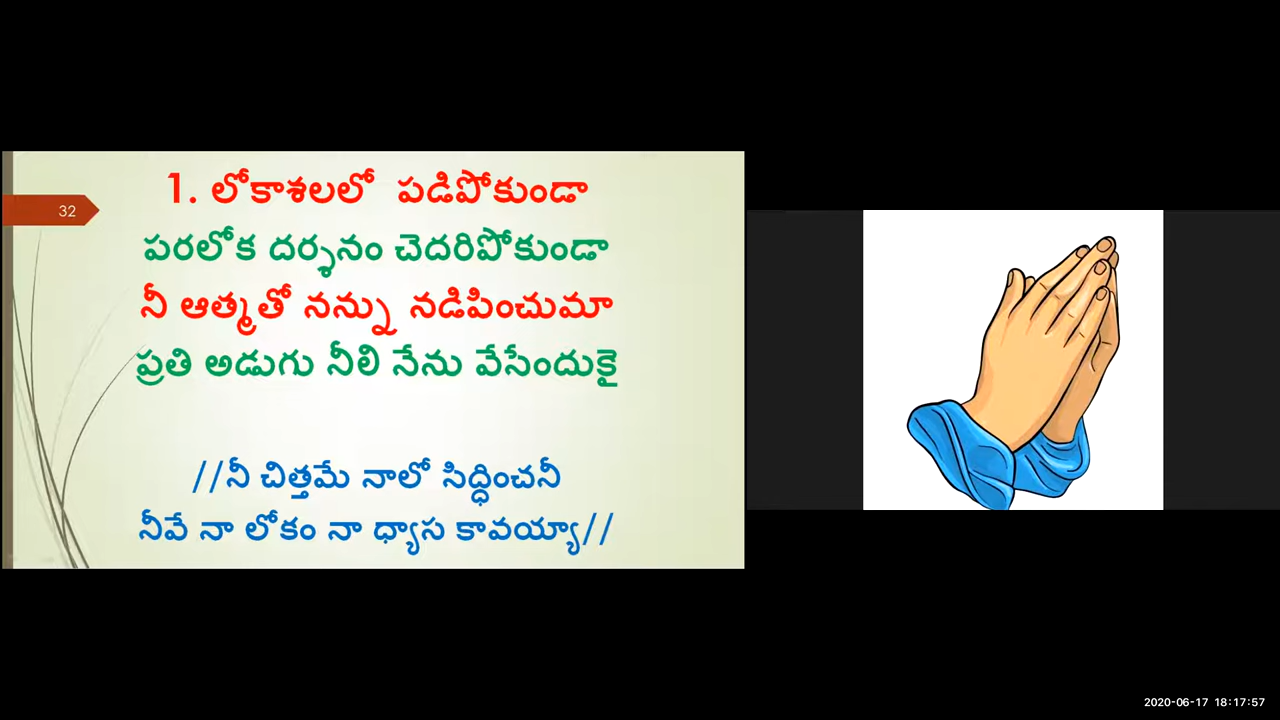 32
1. లోకాశలలో పడిపోకుండా
పరలోక దర్శనం చెదరిపోకుండా
నీ ఆత్మతో నన్ను నడిపించుమా
ప్రతి అడుగు నీలి నేను వేసేందుకై
//నీ చిత్తమే నాలో సిద్ధించనీ
నీవే నా లోకం నా ధ్యాస కావయ్యా//
2020-06-17 18:17:57